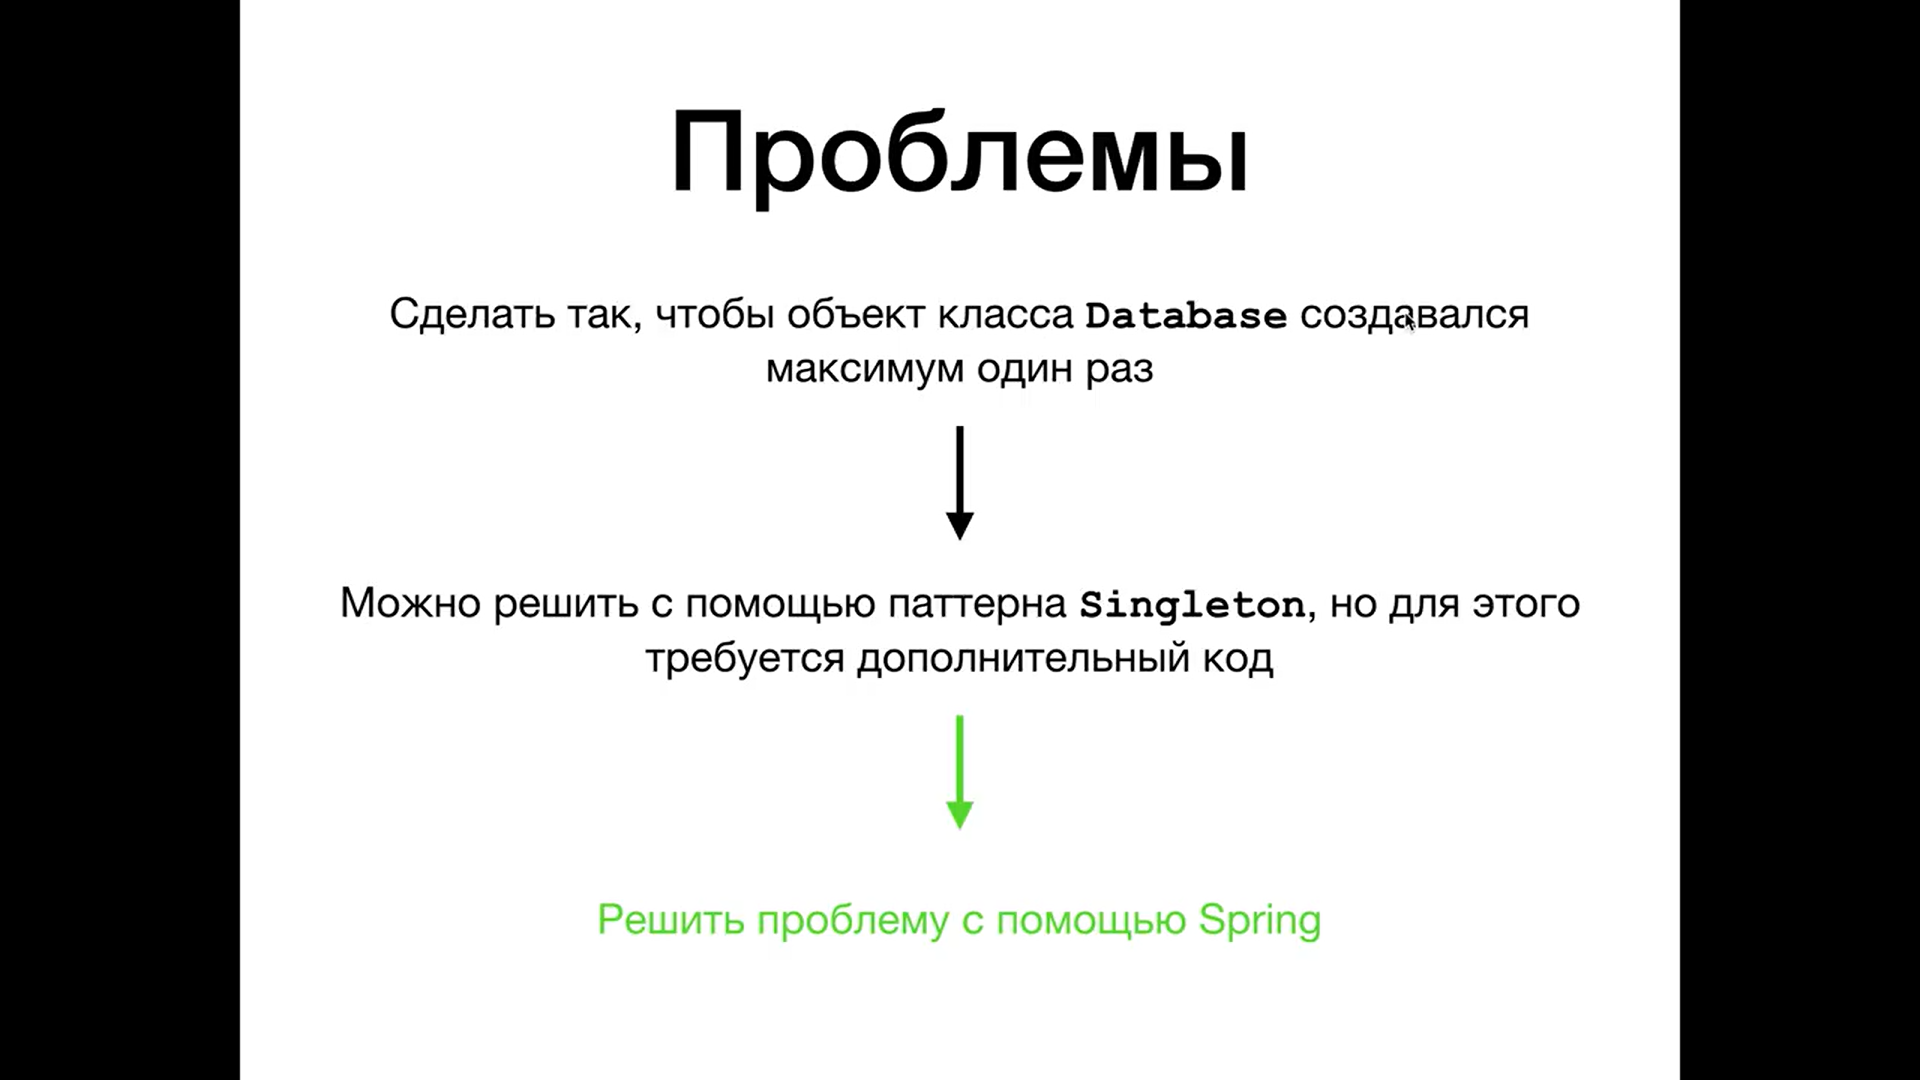 Проблемы
Сделать так, чтобы объект класса Database создавался
максимум один раз
Можно решить с помощью паттерна Singleton, но для этого
требуется дополнительный код
Решить проблему с помощью Spring